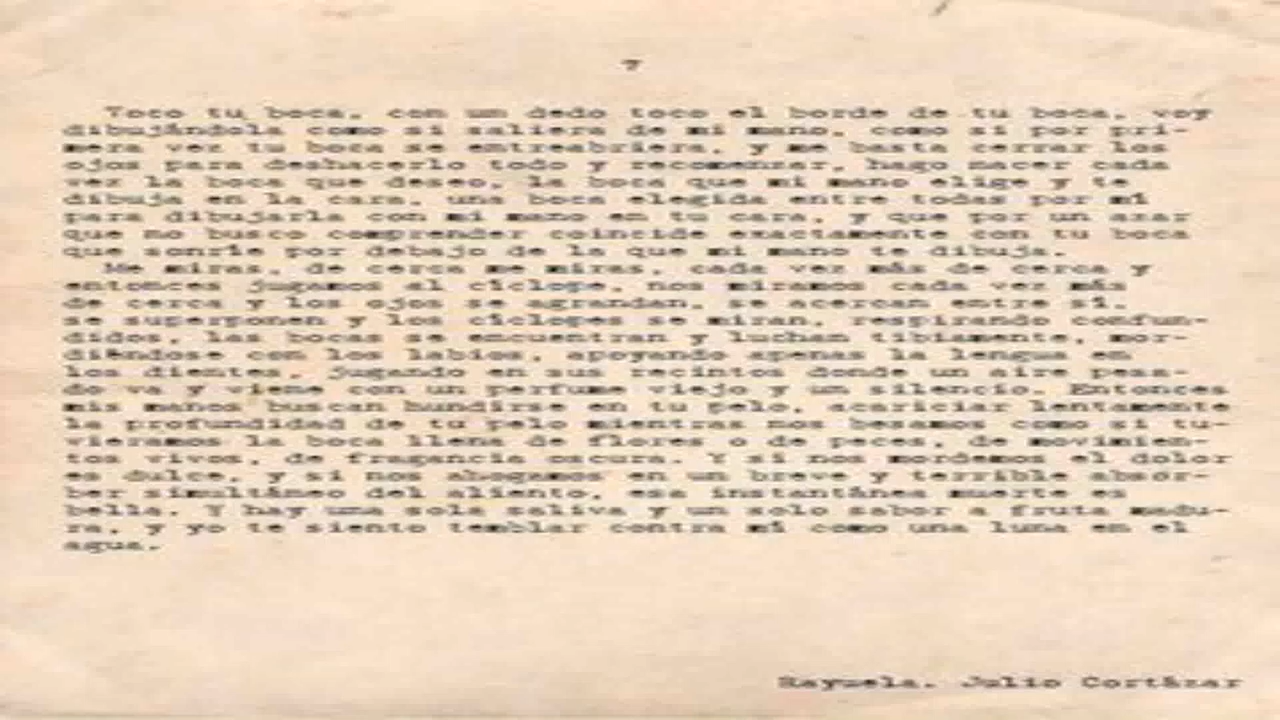 7
Toco tu boca, con un dedo toco el borde de tu boca, voy
dibujándola como si saliera de mi mano, como si por pri-
mera vez tu boca se entreabriera, y me basta cerrar los
ojos para deshacerlo todo y recomenzar, hago nacer cada
vez la boca que deseo, la boca que mi mano elige y te
dibuja en la cara, una boca elegida entre todas por mí
para dibujarla con mi mano en tu cara, y que por un azar
que no busco comprender coincide exactamente con tu boca
que sonríe por debajo de la que mi mano te dibuja.
Me miras, de cerca me miras, cada vez más de cerca y
entonces jugamos al cíclope, nos miramos cada vez más
de cerca y los ojos se agrandan, se acercan entre sí,
se superponen y los cíclopes se miran, respirando confun-
didos, las bocas se encuentran y luchan tibiamente, mor-
diéndose con los labios, apoyando apenas la lengua en
los dientes, jugando en sus recintos donde un aire pesa-
do va y viene con un perfume viejo y un silencio. Entonces
mis manos buscan hundirse en tu pelo, acariciar lentamente
la profundidad de tu pelo mientras nos besamos como si tu-
vieramos la boca llena de flores o de peces, de movimien-
tos vivos, de fragancia oscura. Y si nos mordemos el dolor
es dulce, y si nos ahogamos en un breve y terrible absor-
ber simultáneo del aliento, esa instantánea muerte es
bella. Y hay una sola saliva y un solo sabor a fruta madu-
ra, y yo te siento temblar contra mí como una luna en el
agua.
Rayuela. Julio Cortázar